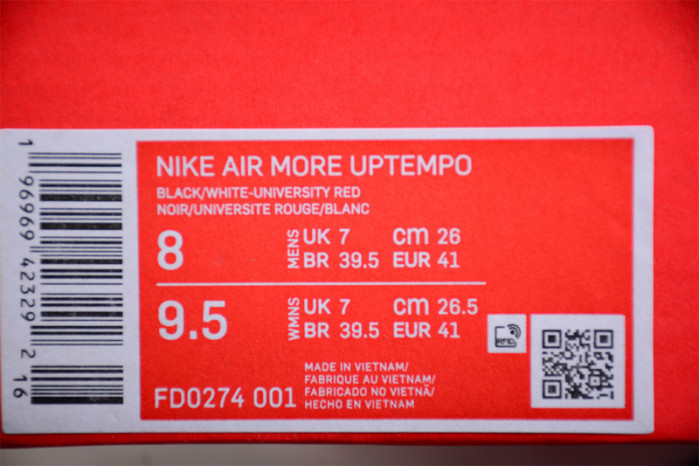 1 96969 42329 2 16
NIKE AIR MORE UPTEMPO
BLACK/WHITE-UNIVERSITY RED
NOIR/UNIVERSITE ROUGE/BLANC
8 MENS UK 7 cm 26
BR 39.5 EUR 41
9.5 WMNS UK 7 cm 26.5
BR 39.5 EUR 41
RFID
FD0274 001
MADE IN VIETNAM/
FABRIQUE AU VIETNAM/
FABRICADO NO VIETNÃ/
HECHO EN VIETNAM